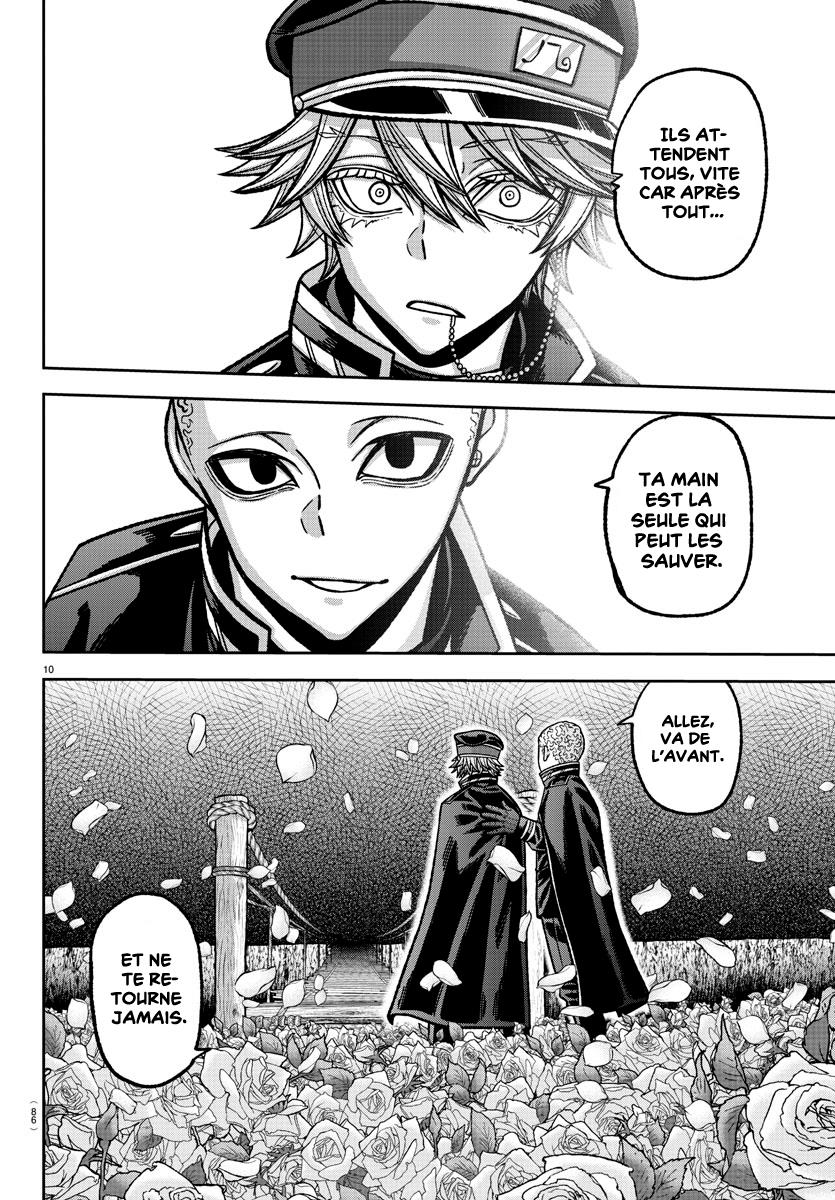 ILS AT-
TENDENT
TOUS, VITE
CAR APRÈS
TOUT...
TA MAIN
EST LA
SEULE QUI
PEUT LES
SAUVER.
10
ALLEZ,
VA DE
L'AVANT.
ET NE
TE RE-
TOURNE
JAMAIS.
(86)